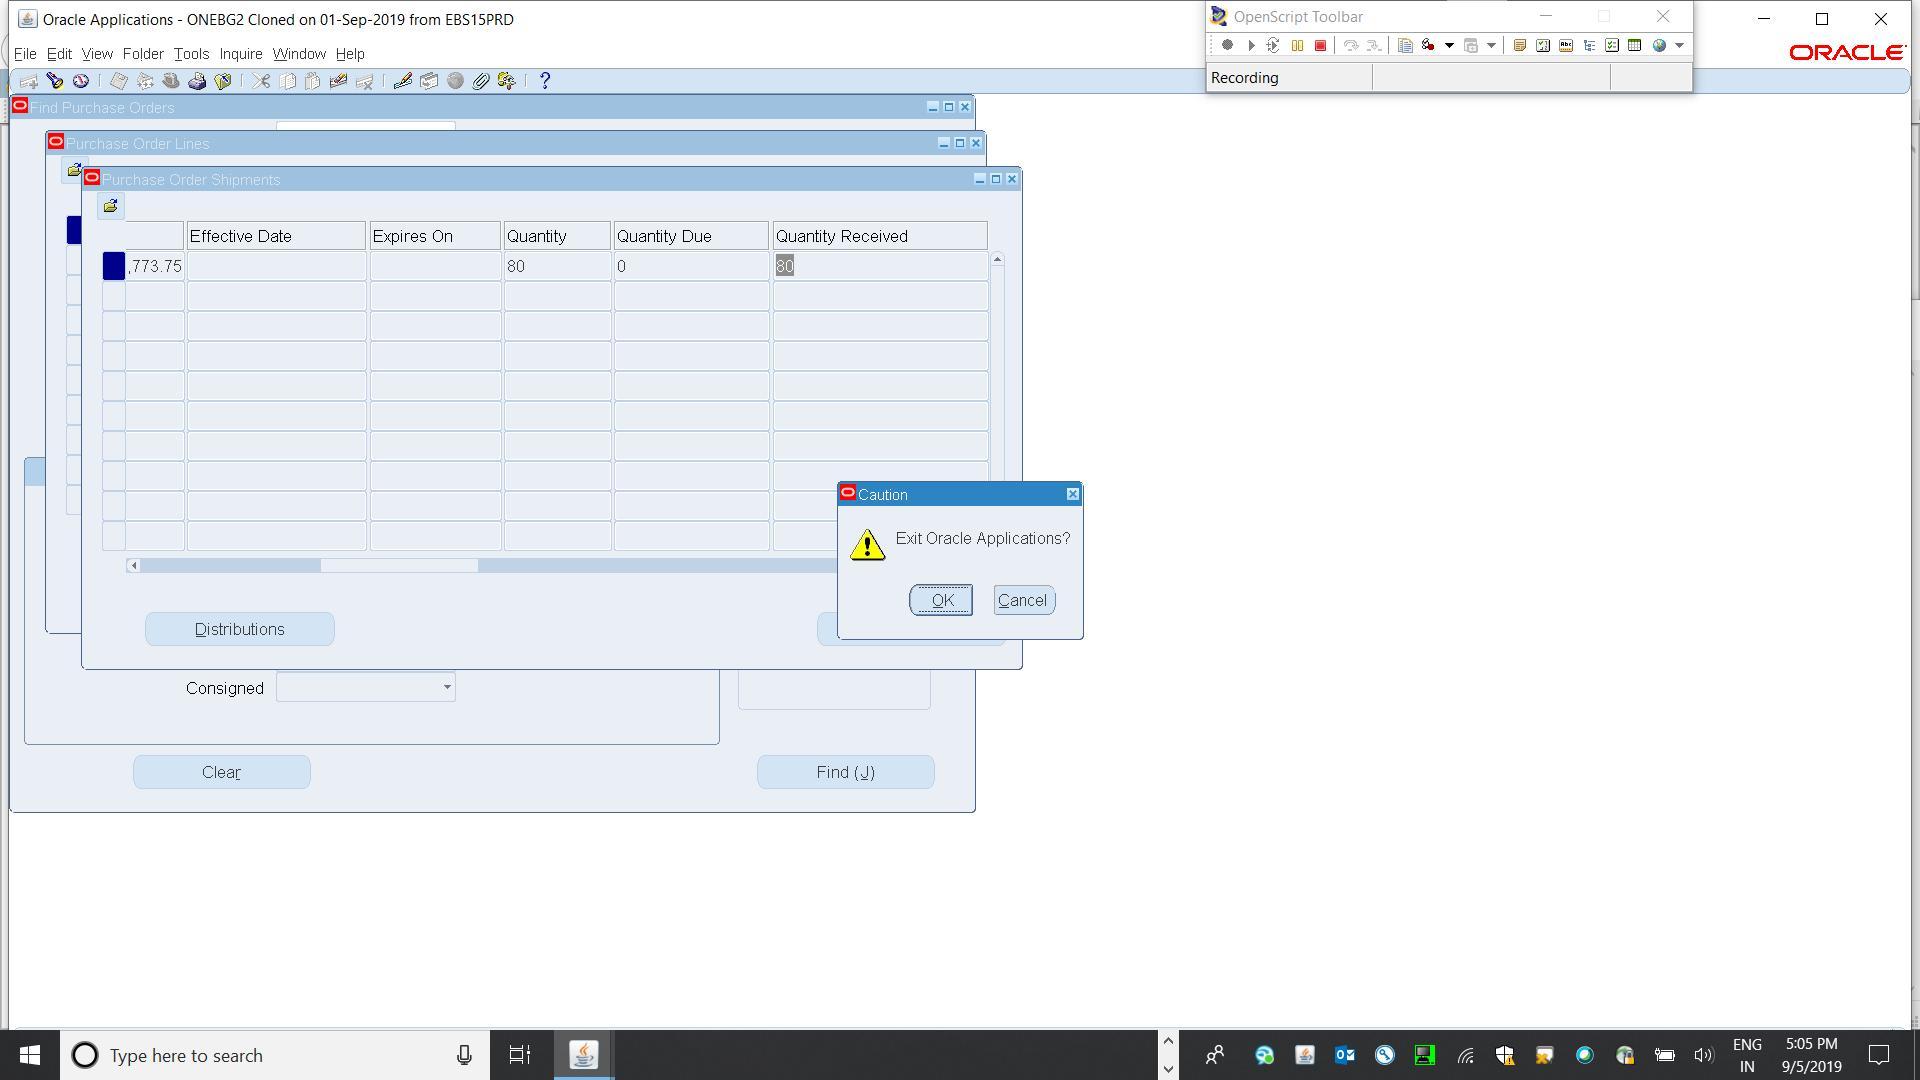 Oracle Applications - ONEBG2 Cloned on 01-Sep-2019 from EBS15PRD
OpenScript Toolbar
File Edit View Folder Tools Inquire Window Help
ORACLE
Recording
Find Purchase Orders
Purchase Order Lines
Purchase Order Shipments
Effective Date Expires On Quantity Quantity Due Quantity Received
,773.75 80 0 80
Caution
Exit Oracle Applications?
OK Cancel
Distributions
Consigned
Clear Find (J)
Type here to search
ENG
IN
5:05 PM
9/5/2019